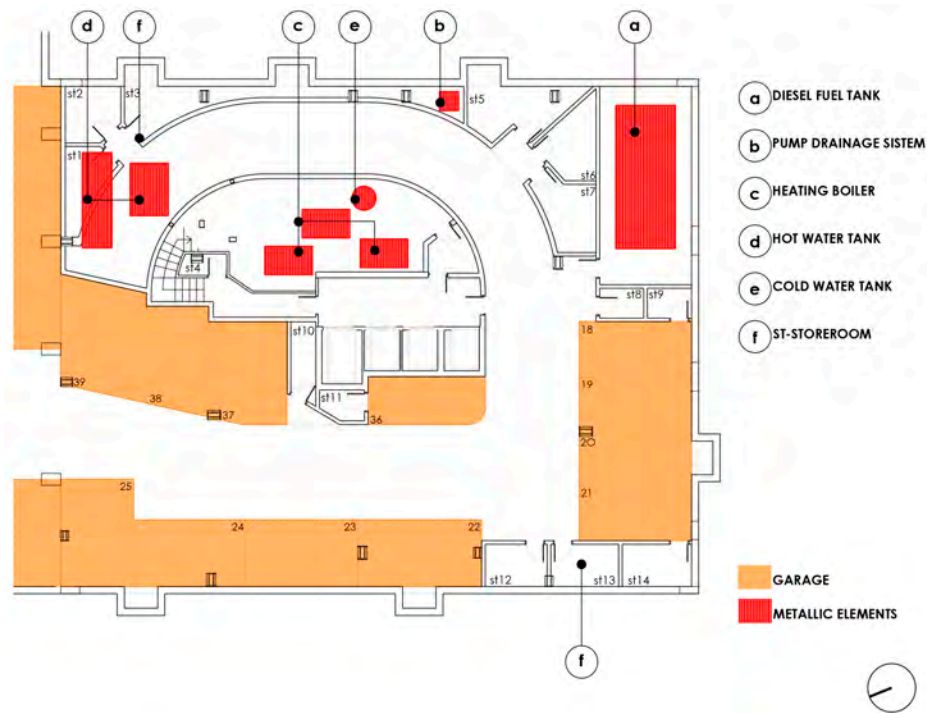 d f c e b a
st2
st3
st5
a DIESEL FUEL TANK
b PUMP DRAINAGE SISTEM
st1
st6
st7
c HEATING BOILER
d HOT WATER TANK
st4
e COLD WATER TANK
st8 st9
f ST-STOREROOM
st10
18
39
38
37
st11
36
19
20
21
25
24
23
22
st12
st13
st14
GARAGE
METALLIC ELEMENTS
f